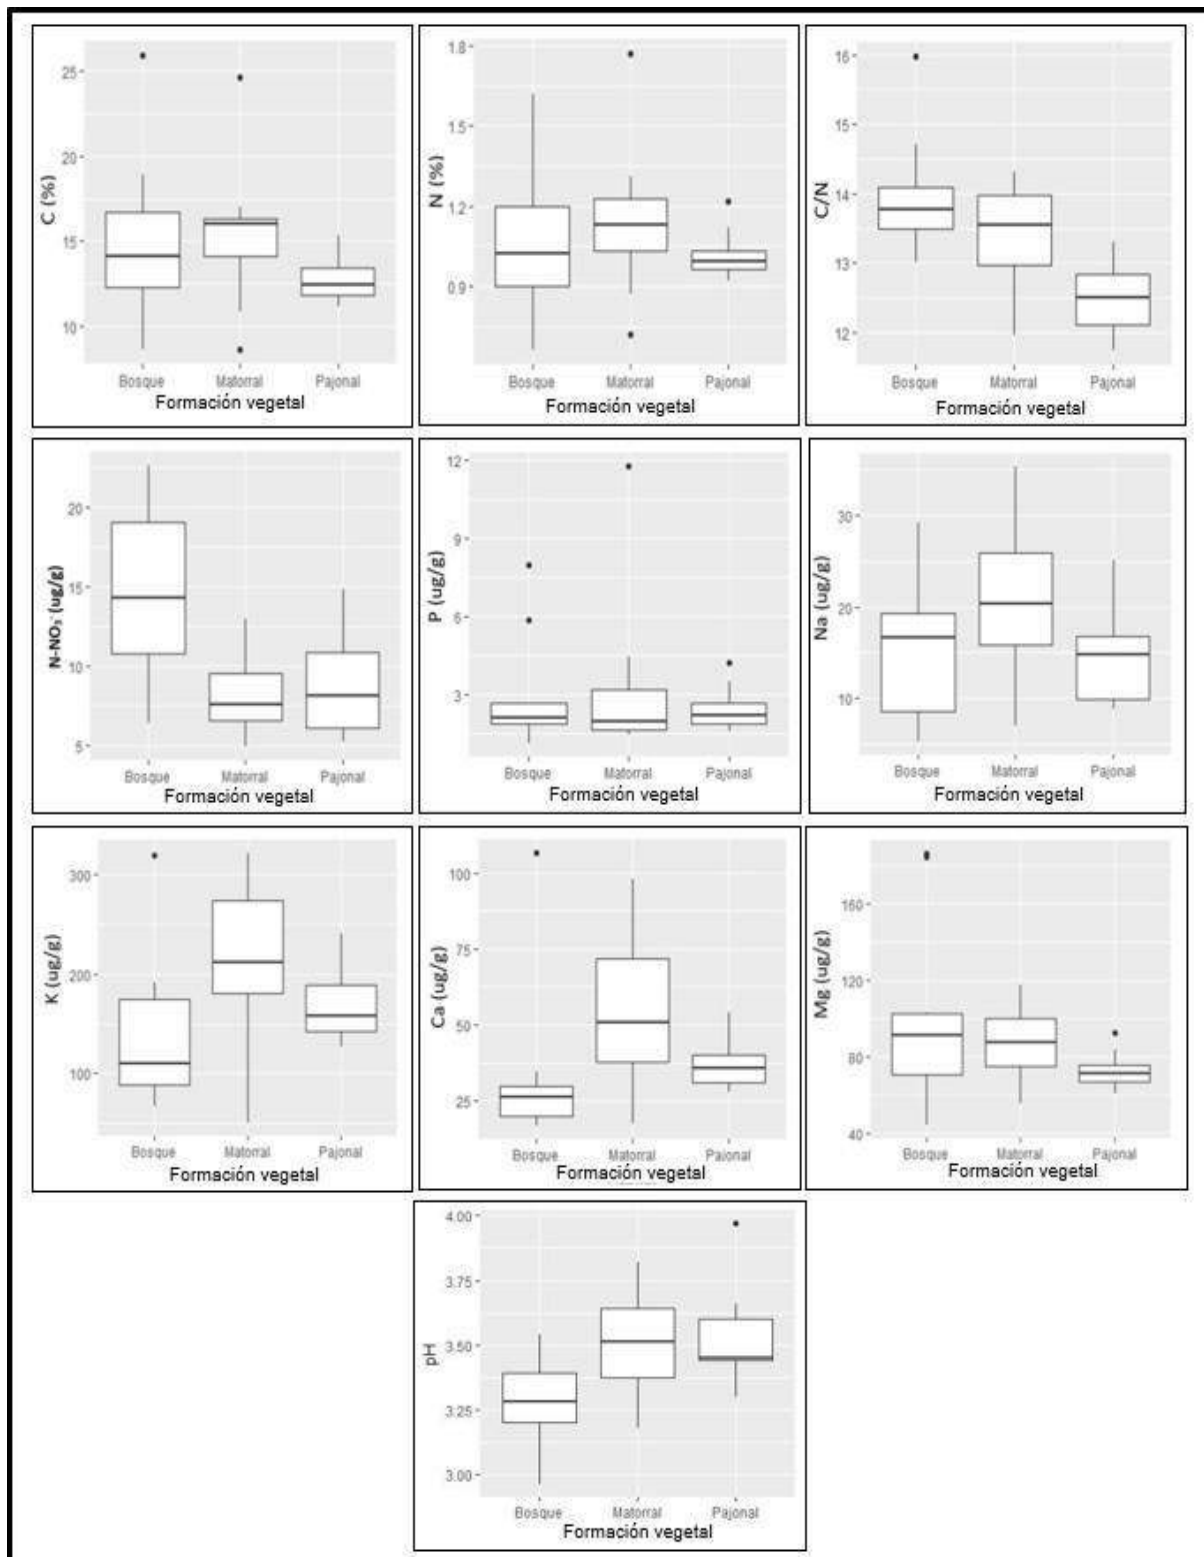 C (%)
25
20
15
10
Bosque Matorral Pajonal
Formación vegetal
N (%)
1.8
1.5
1.2
0.9
Bosque Matorral Pajonal
Formación vegetal
C/N
16
15
14
13
12
Bosque Matorral Pajonal
Formación vegetal
N-NO₃⁻(ug/g)
20
15
10
5
Bosque Matorral Pajonal
Formación vegetal
P (ug/g)
12
9
6
3
Bosque Matorral Pajonal
Formación vegetal
Na (ug/g)
30
20
10
Bosque Matorral Pajonal
Formación vegetal
K (ug/g)
300
200
100
Bosque Matorral Pajonal
Formación vegetal
Ca (ug/g)
100
75
50
25
Bosque Matorral Pajonal
Formación vegetal
Mg (ug/g)
160
120
80
40
Bosque Matorral Pajonal
Formación vegetal
pH
4.00
3.75
3.50
3.25
3.00
Bosque Matorral Pajonal
Formación vegetal